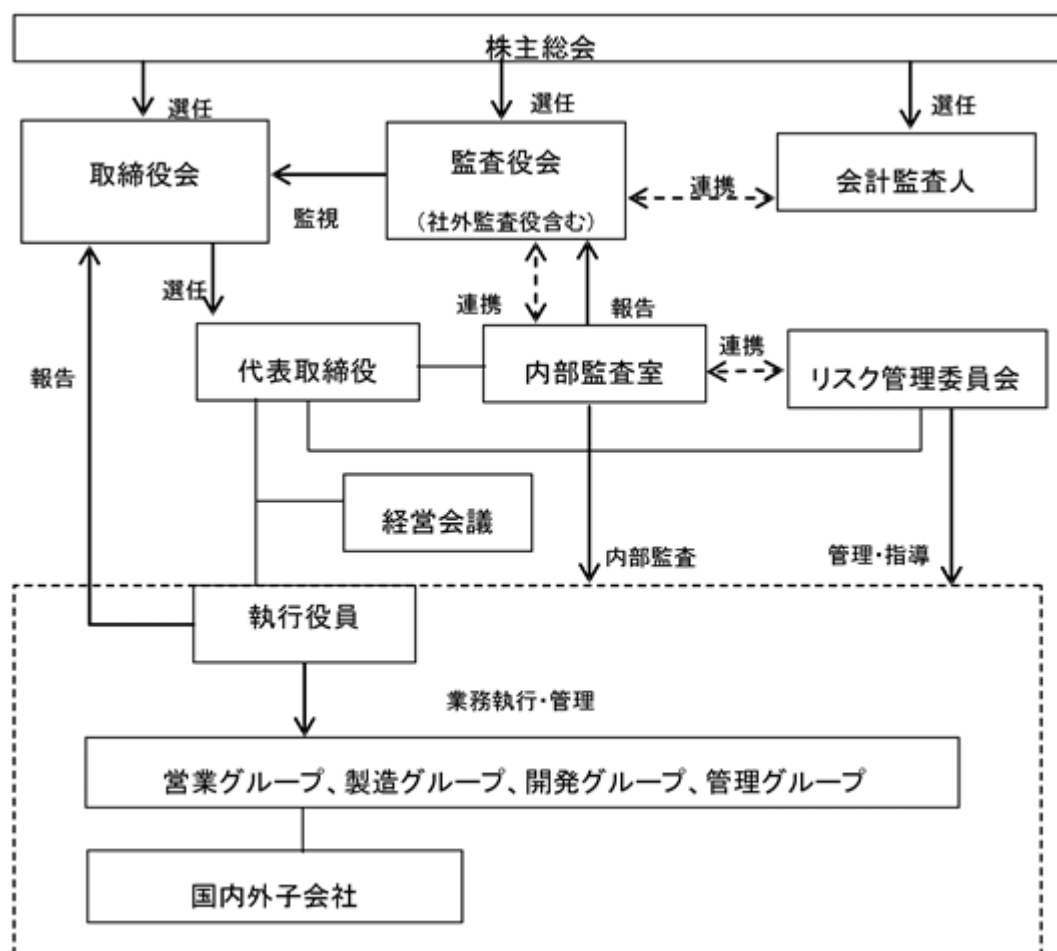 株主総会
選任
選任
選任
取締役会
監査役会
(社外監査役含む)
会計監査人
監視
連携
選任
連携
報告
報告
代表取締役
内部監査室
連携
リスク管理委員会
経営会議
内部監査
管理・指導
執行役員
業務執行・管理
営業グループ、製造グループ、開発グループ、管理グループ
国内外子会社